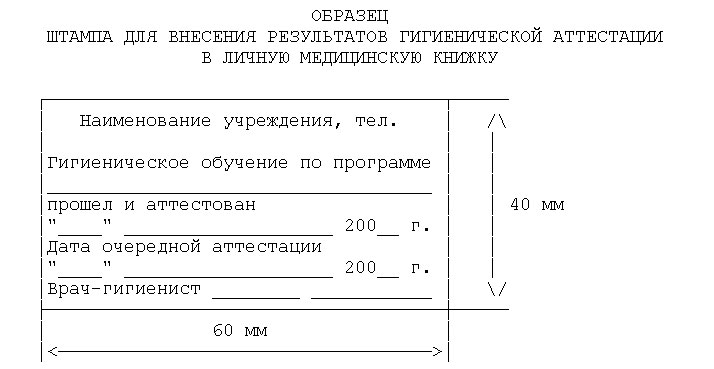 ОБРАЗЕЦ
ШТАМПА ДЛЯ ВНЕСЕНИЯ РЕЗУЛЬТАТОВ ГИГИЕНИЧЕСКОЙ АТТЕСТАЦИИ
В ЛИЧНУЮ МЕДИЦИНСКУЮ КНИЖКУ
Наименование учреждения, тел.
Гигиеническое обучение по программе
___________________________________
прошел и аттестован
"____" ___________________ 200__ г.
40 мм
Дата очередной аттестации
"____" ___________________ 200__ г.
Врач-гигиенист ________ ___________
60 мм